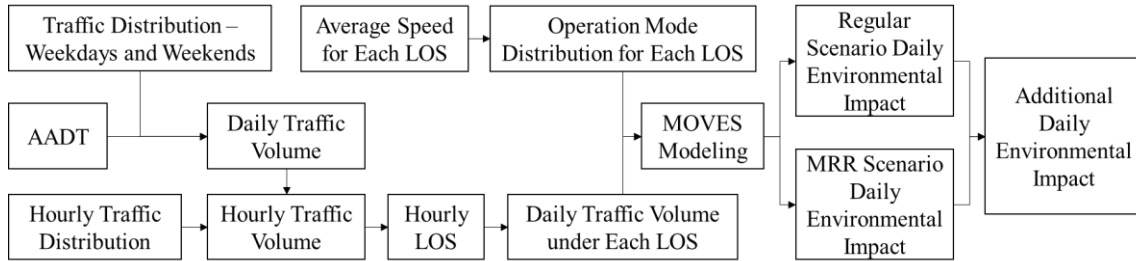 Traffic Distribution –
Weekdays and Weekends
Average Speed
for Each LOS
Operation Mode
Distribution for Each LOS
Regular
Scenario Daily
Environmental
Impact
AADT
Daily Traffic
Volume
MOVES
Modeling
Additional
Daily
Environmental
Impact
Hourly Traffic
Distribution
Hourly Traffic
Volume
Hourly
LOS
Daily Traffic Volume
under Each LOS
MRR Scenario
Daily
Environmental
Impact